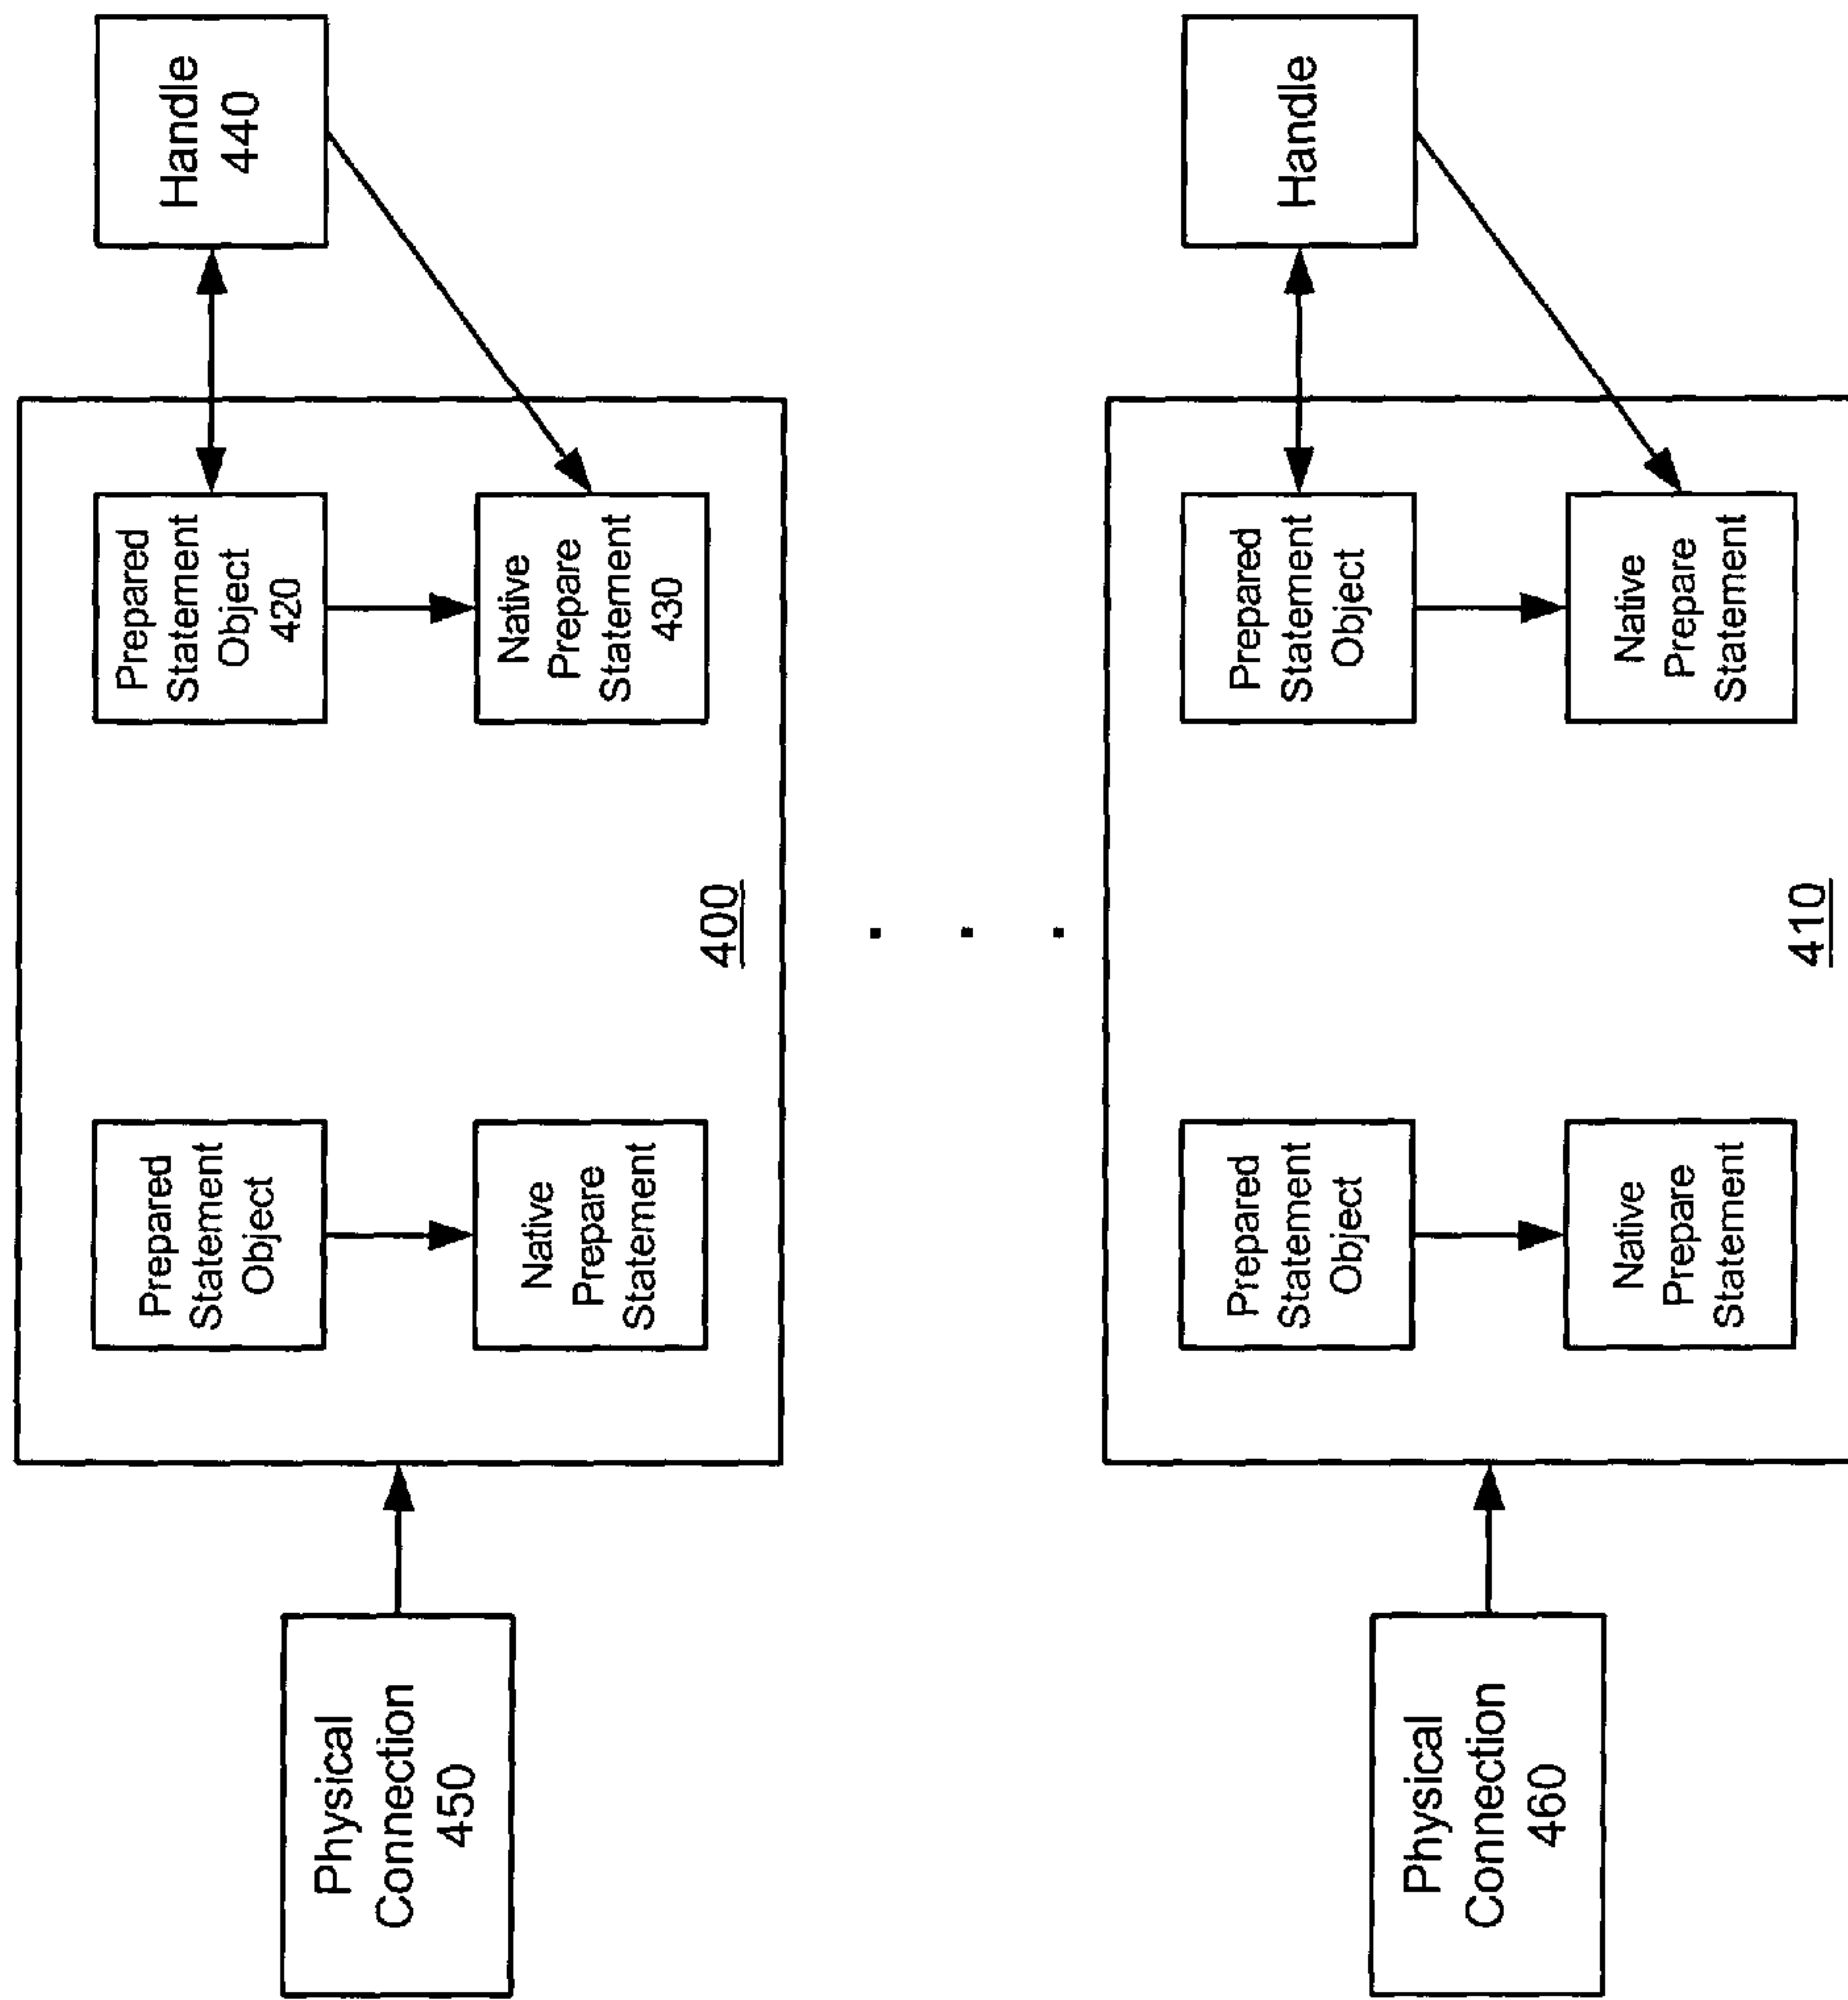 Physical
Connection
450
Prepared
Statement
Object
Native
Prepare
Statement
Prepared
Statement
Object
420
Native
Prepare
Statement
430
Handle
440
400
Physical
Connection
460
Prepared
Statement
Object
Native
Prepare
Statement
Prepared
Statement
Object
Native
Prepare
Statement
Handle
410